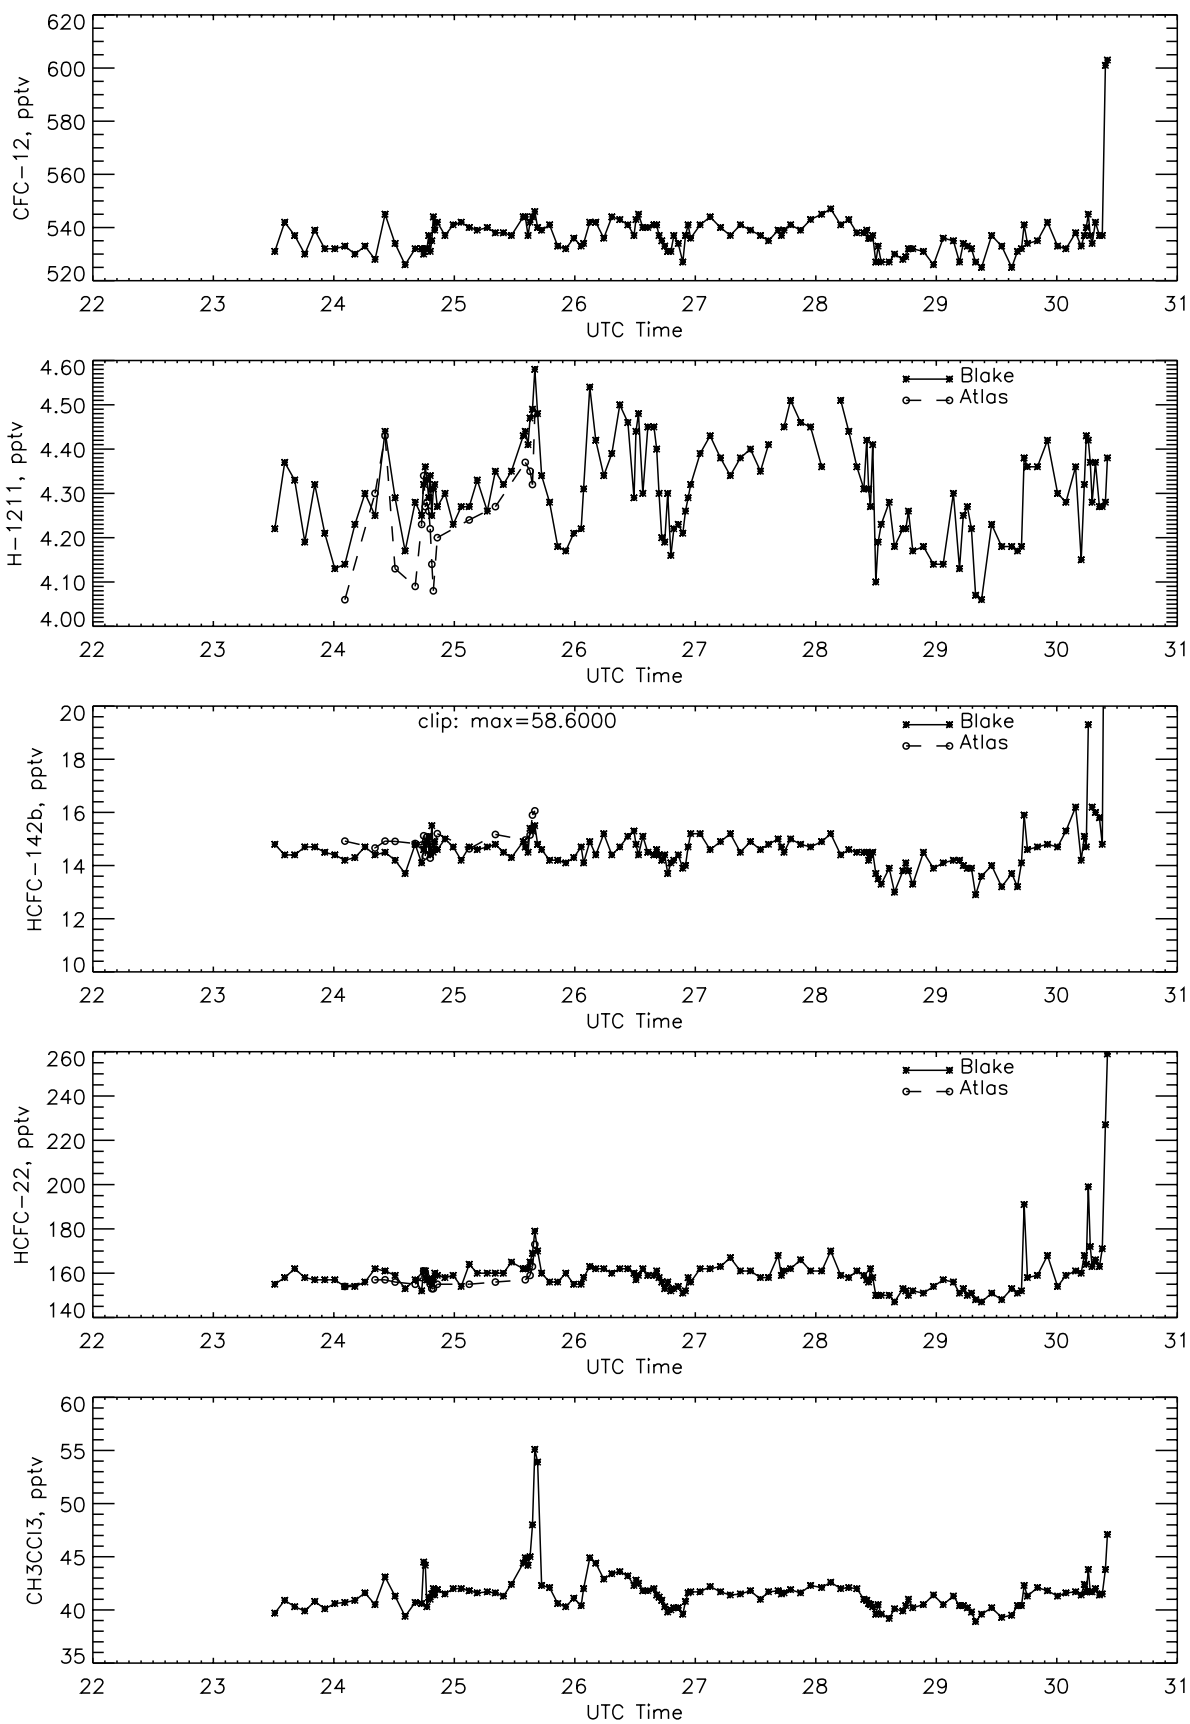 CFC-12, pptv
620
600
580
560
540
520
22 23 24 25 26 27 28 29 30 31
UTC Time
H-1211, pptv
4.60
4.50
4.40
4.30
4.20
4.10
4.00
Blake
Atlas
22 23 24 25 26 27 28 29 30 31
UTC Time
HCFC-142b, pptv
20
18
16
14
12
10
clip: max=58.6000
Blake
Atlas
22 23 24 25 26 27 28 29 30 31
UTC Time
HCFC-22, pptv
260
240
220
200
180
160
140
Blake
Atlas
22 23 24 25 26 27 28 29 30 31
UTC Time
CH3CCl3, pptv
60
55
50
45
40
35
22 23 24 25 26 27 28 29 30 31
UTC Time